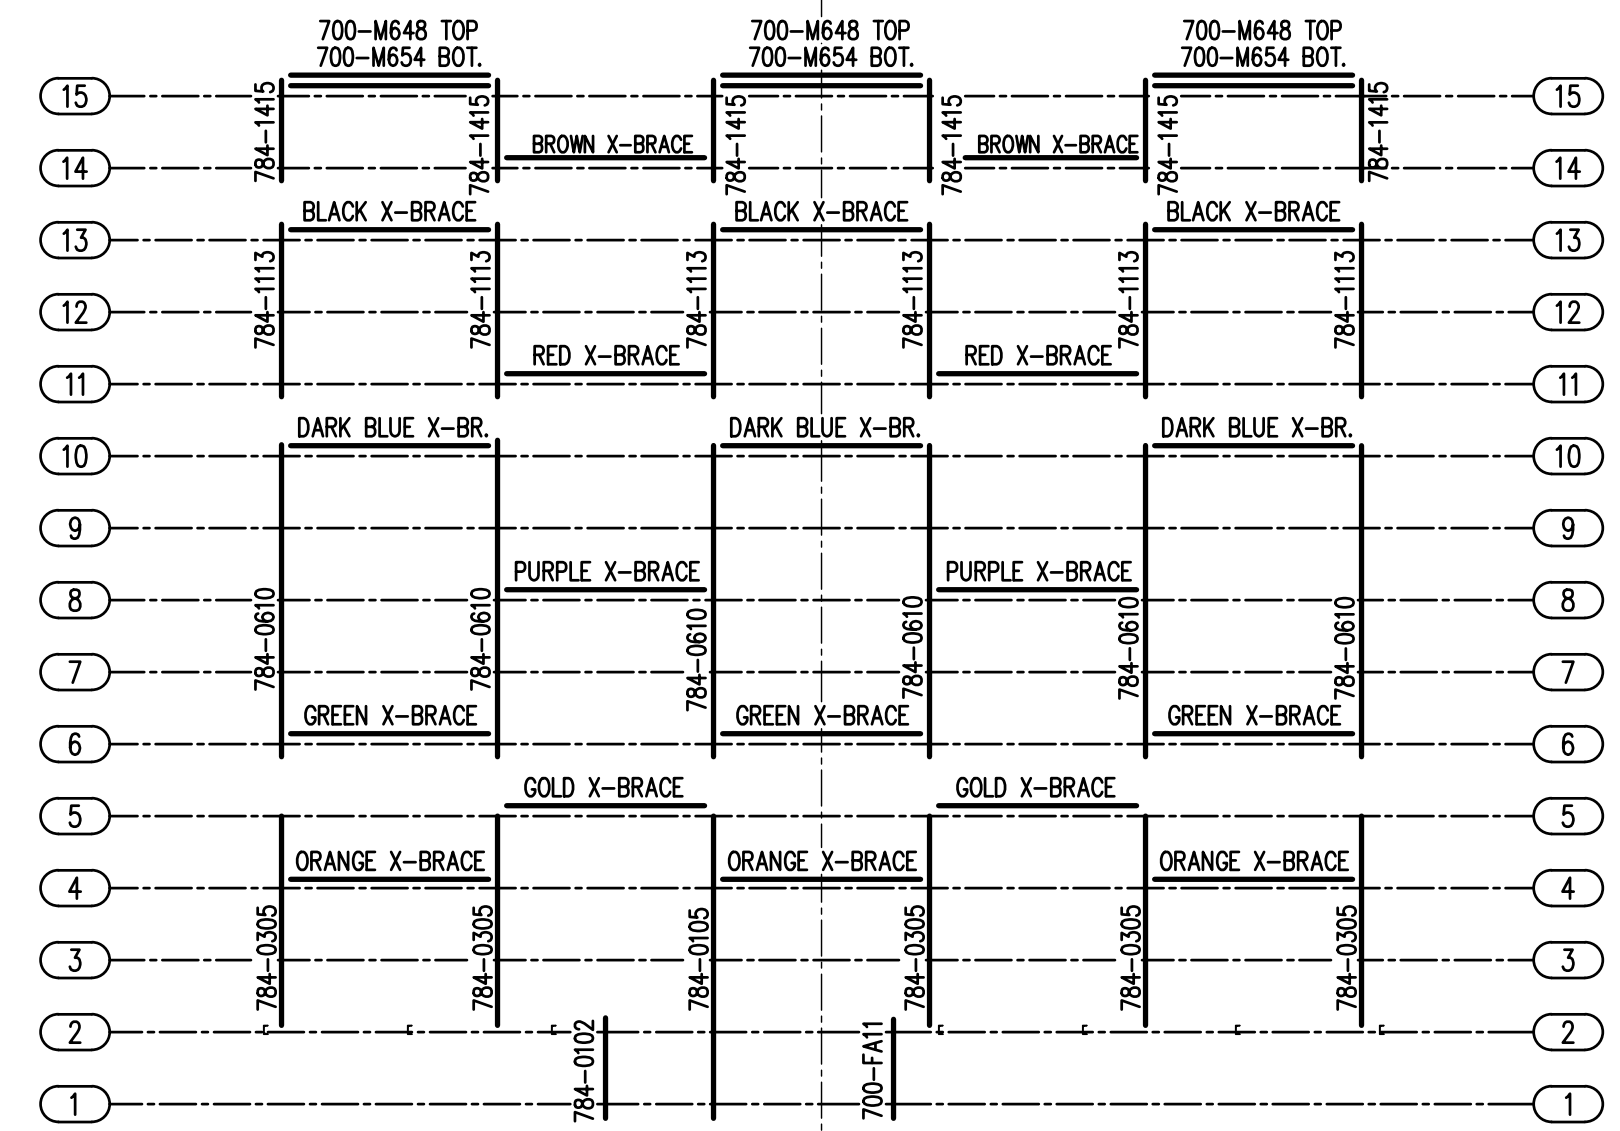 700-M648 TOP 700-M648 TOP 700-M648 TOP
700-M654 BOT. 700-M654 BOT. 700-M654 BOT.
15 15
784-1415 784-1415 784-1415 784-1415 784-1415 784-1415
BROWN X-BRACE BROWN X-BRACE
14 14
BLACK X-BRACE BLACK X-BRACE BLACK X-BRACE
13 13
784-1113 784-1113 784-1113 784-1113 784-1113 784-1113
12 12
RED X-BRACE RED X-BRACE
11 11
DARK BLUE X-BR. DARK BLUE X-BR. DARK BLUE X-BR.
10 10
9 9
PURPLE X-BRACE PURPLE X-BRACE
8 8
784-0610 784-0610 784-0610 784-0610 784-0610 784-0610
7 7
GREEN X-BRACE GREEN X-BRACE GREEN X-BRACE
6 6
GOLD X-BRACE GOLD X-BRACE
5 5
ORANGE X-BRACE ORANGE X-BRACE ORANGE X-BRACE
4 4
784-0305 784-0305 784-0105 784-0305 784-0305 784-0305
3 3
2 2
784-0102 700-FA11
1 1